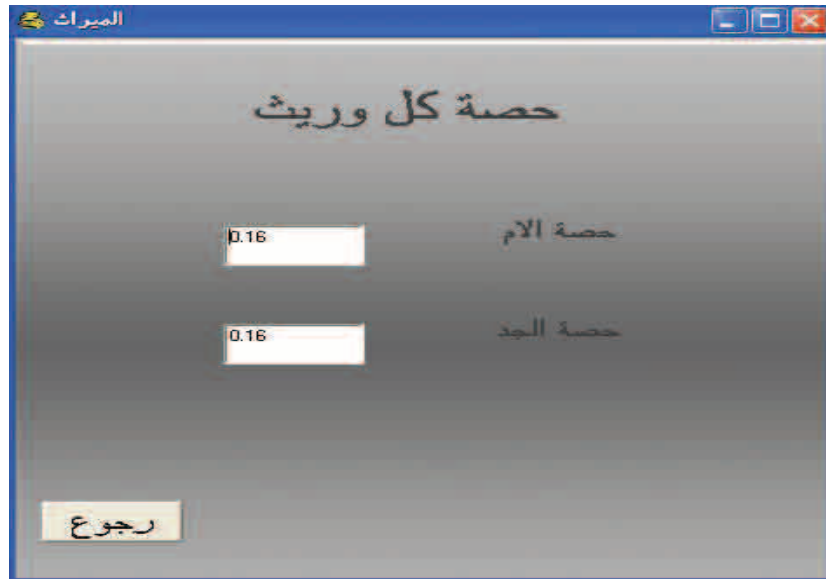 الميراث
حصة كل وريث
حصة الام 0.16
حصة الجد 0.16
رجوع